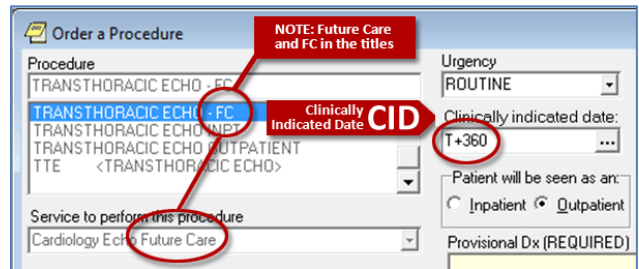 Order a Procedure
NOTE: Future Care
and FC in the titles
Procedure
TRANSTHORACIC ECHO - FC
TRANSTHORACIC ECHO - FC
TRANSTHORACIC ECHO INPT
TRANSTHORACIC ECHO OUTPATIENT
TTE <TRANSTHORACIC ECHO>
Service to perform this procedure
Cardiology Echo Future Care
Urgency
ROUTINE
Clinically
Indicated Date CID
Clinically indicated date:
T+360 ...
Patient will be seen as an:
Inpatient Outpatient
Provisional Dx (REQUIRED)